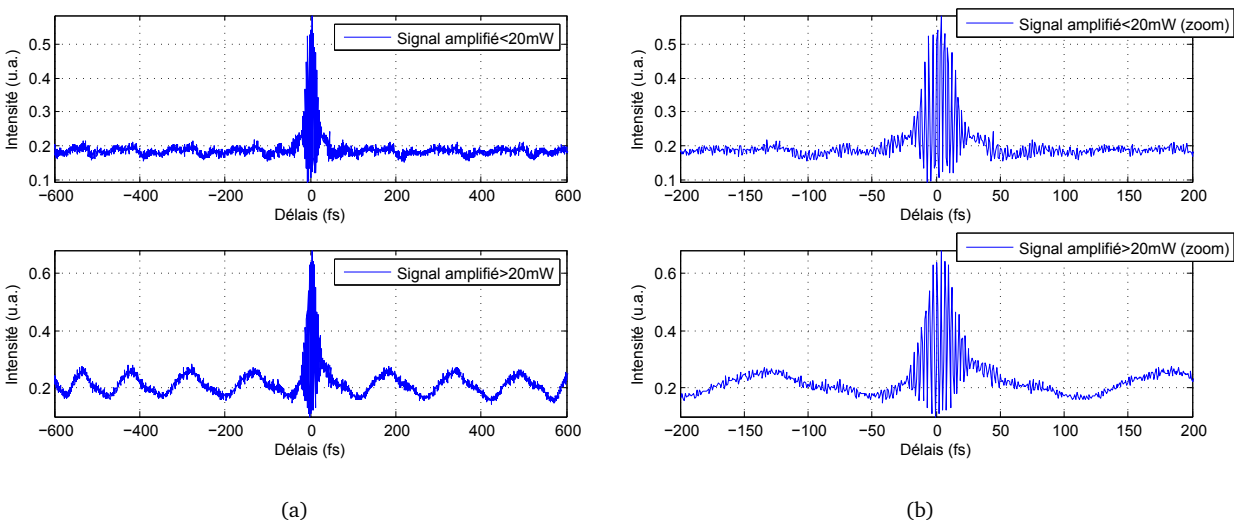 Signal amplifié<20mW
Intensité (u.a.)
0.5
0.4
0.3
0.2
0.1
−600 −400 −200 0 200 400 600
Délais (fs)
Signal amplifié>20mW
Intensité (u.a.)
0.6
0.4
0.2
−600 −400 −200 0 200 400 600
Délais (fs)
(a)
Signal amplifié<20mW (zoom)
Intensité (u.a.)
0.5
0.4
0.3
0.2
0.1
−200 −150 −100 −50 0 50 100 150 200
Délais (fs)
Signal amplifié>20mW (zoom)
Intensité (u.a.)
0.6
0.4
0.2
−200 −150 −100 −50 0 50 100 150 200
Délais (fs)
(b)